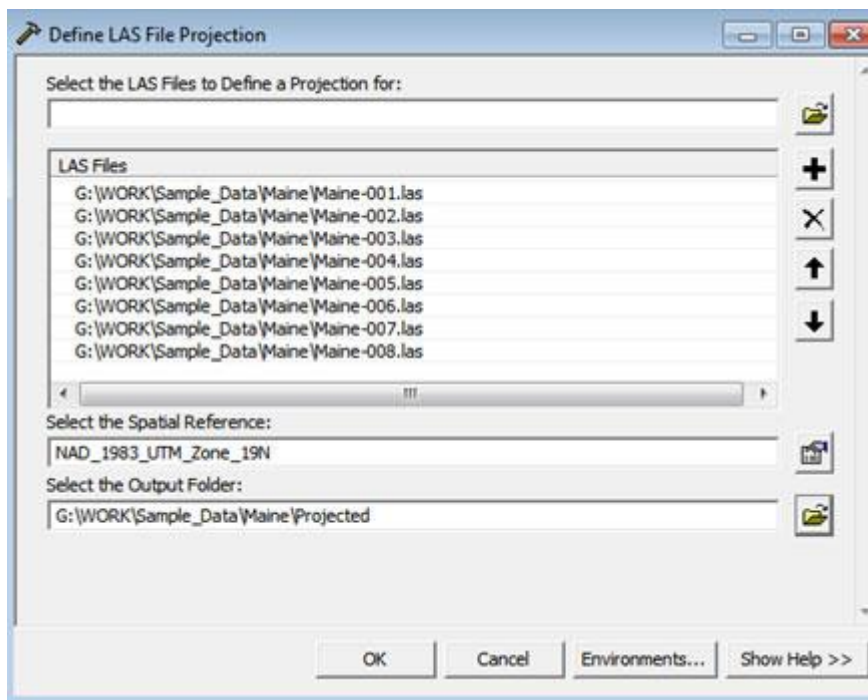 Define LAS File Projection
Select the LAS Files to Define a Projection for:
LAS Files
G:\WORK\Sample_Data\Maine\Maine-001.las
G:\WORK\Sample_Data\Maine\Maine-002.las
G:\WORK\Sample_Data\Maine\Maine-003.las
G:\WORK\Sample_Data\Maine\Maine-004.las
G:\WORK\Sample_Data\Maine\Maine-005.las
G:\WORK\Sample_Data\Maine\Maine-006.las
G:\WORK\Sample_Data\Maine\Maine-007.las
G:\WORK\Sample_Data\Maine\Maine-008.las
Select the Spatial Reference:
NAD_1983_UTM_Zone_19N
Select the Output Folder:
G:\WORK\Sample_Data\Maine\Projected
OK Cancel Environments... Show Help >>